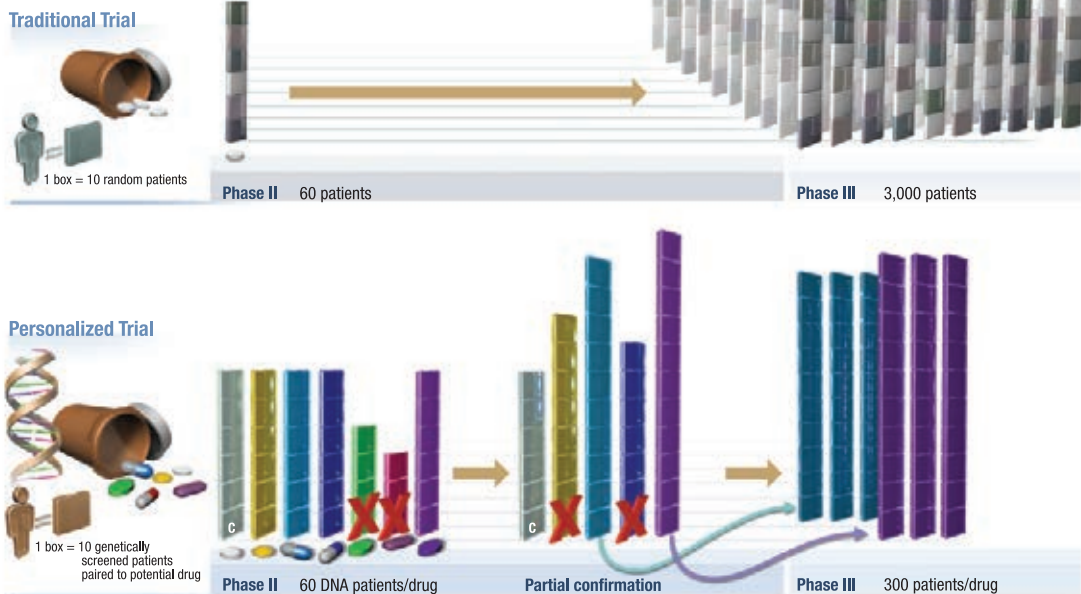 Traditional Trial
1 box = 10 random patients
Phase II 60 patients
Phase III 3,000 patients
Personalized Trial
C
C
1 box = 10 genetically
screened patients
paired to potential drug
Phase II 60 DNA patients/drug
Partial confirmation
Phase III 300 patients/drug